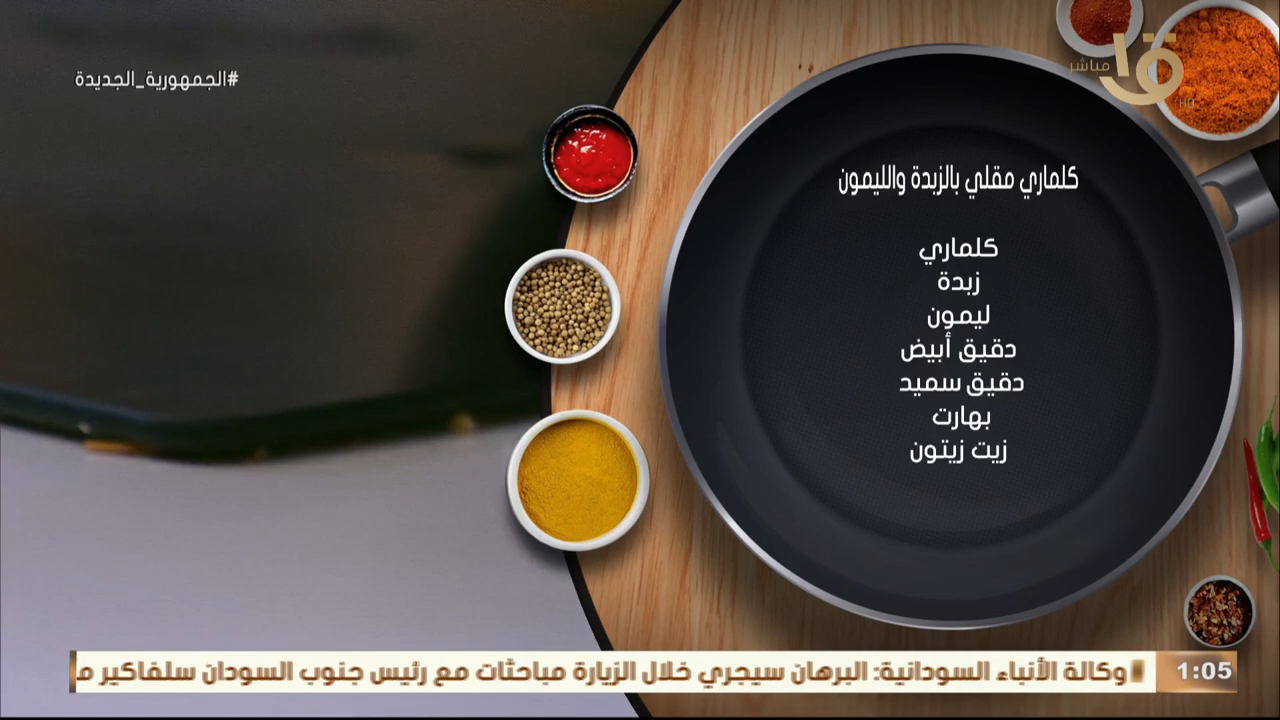 #الجمهورية_الجديدة
مباشر
HD
كلماري مقلي بالزبدة والليمون
كلماري
زبدة
ليمون
دقيق أبيض
دقيق سميد
بهارت
زيت زيتون
1:05
وكالة الأنباء السودانية: البرهان سيجري خلال الزيارة مباحثات مع رئيس جنوب السودان سلفاكير م